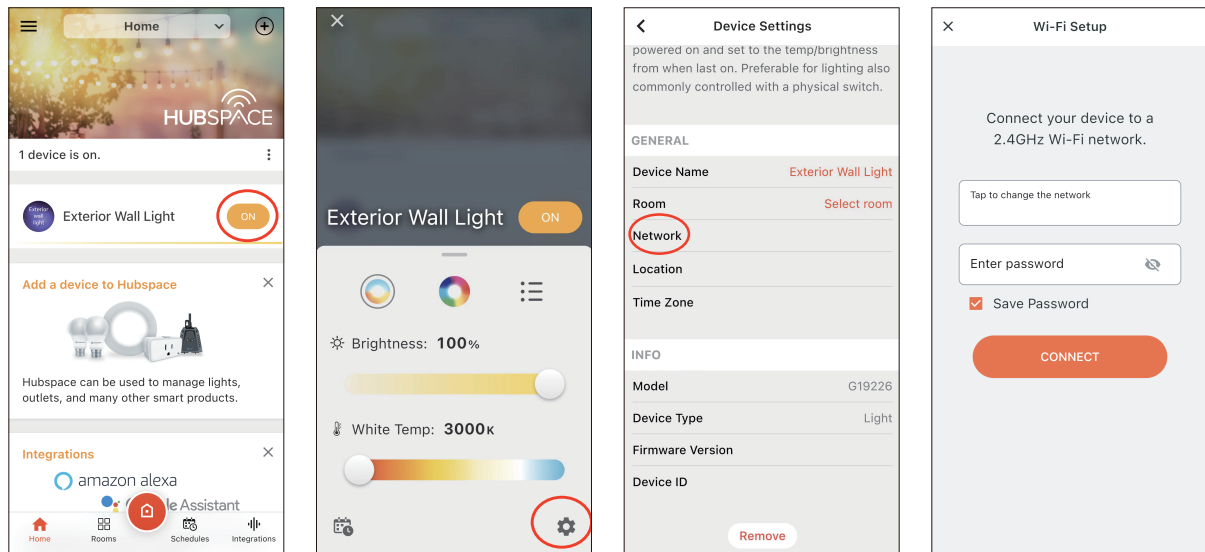 Home
HUBSPACE
1 device is on.
Exterior
wall
light
Exterior Wall Light
ON
Add a device to Hubspace
Hubspace can be used to manage lights,
outlets, and many other smart products.
Integrations
amazon alexa
le Assistant
Home
Rooms
Schedules
Integrations
Exterior Wall Light
ON
Brightness: 100%
White Temp: 3000K
Device Settings
powered on and set to the temp/brightness
from when last on. Preferable for lighting also
commonly controlled with a physical switch.
GENERAL
Device Name Exterior Wall Light
Room Select room
Network
Location
Time Zone
INFO
Model G19226
Device Type Light
Firmware Version
Device ID
Remove
Wi-Fi Setup
Connect your device to a
2.4GHz Wi-Fi network.
Tap to change the network
Enter password
Save Password
CONNECT